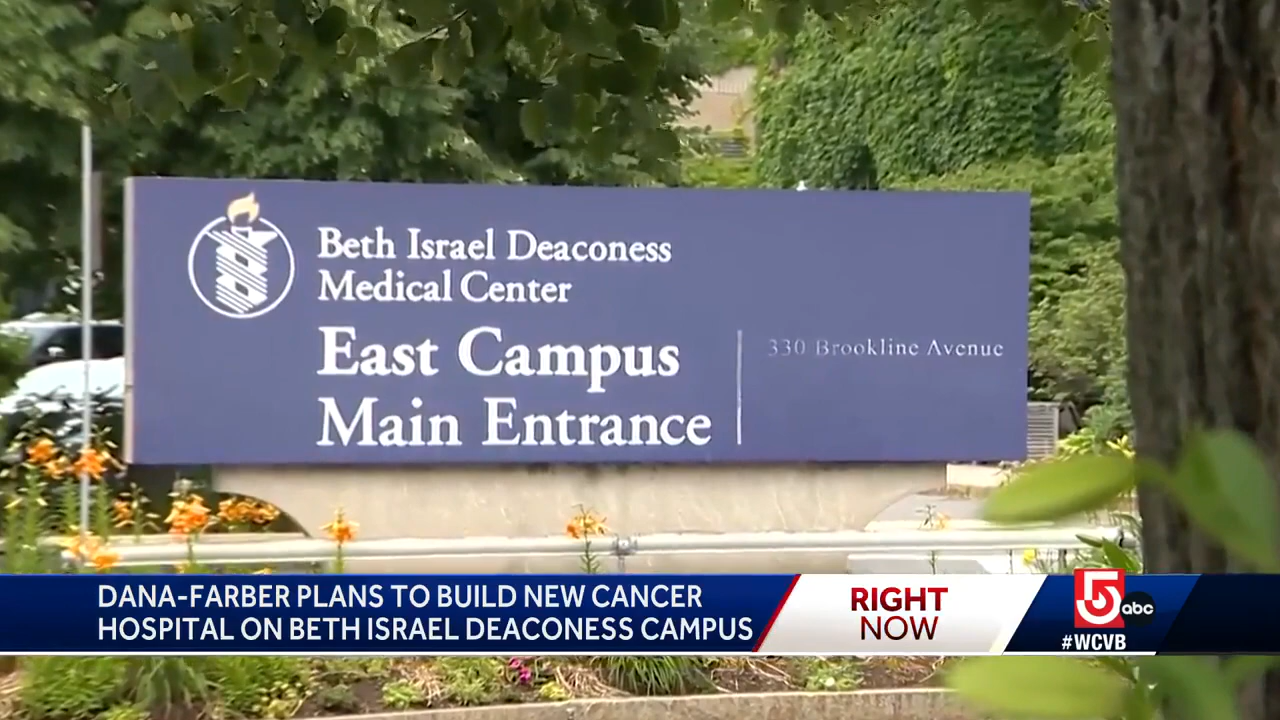 Beth Israel Deaconess
Medical Center
East Campus
Main Entrance
330 Brookline Avenue
DANA-FARBER PLANS TO BUILD NEW CANCER
HOSPITAL ON BETH ISRAEL DEACONESS CAMPUS
RIGHT
NOW
5
abc
#WCVB